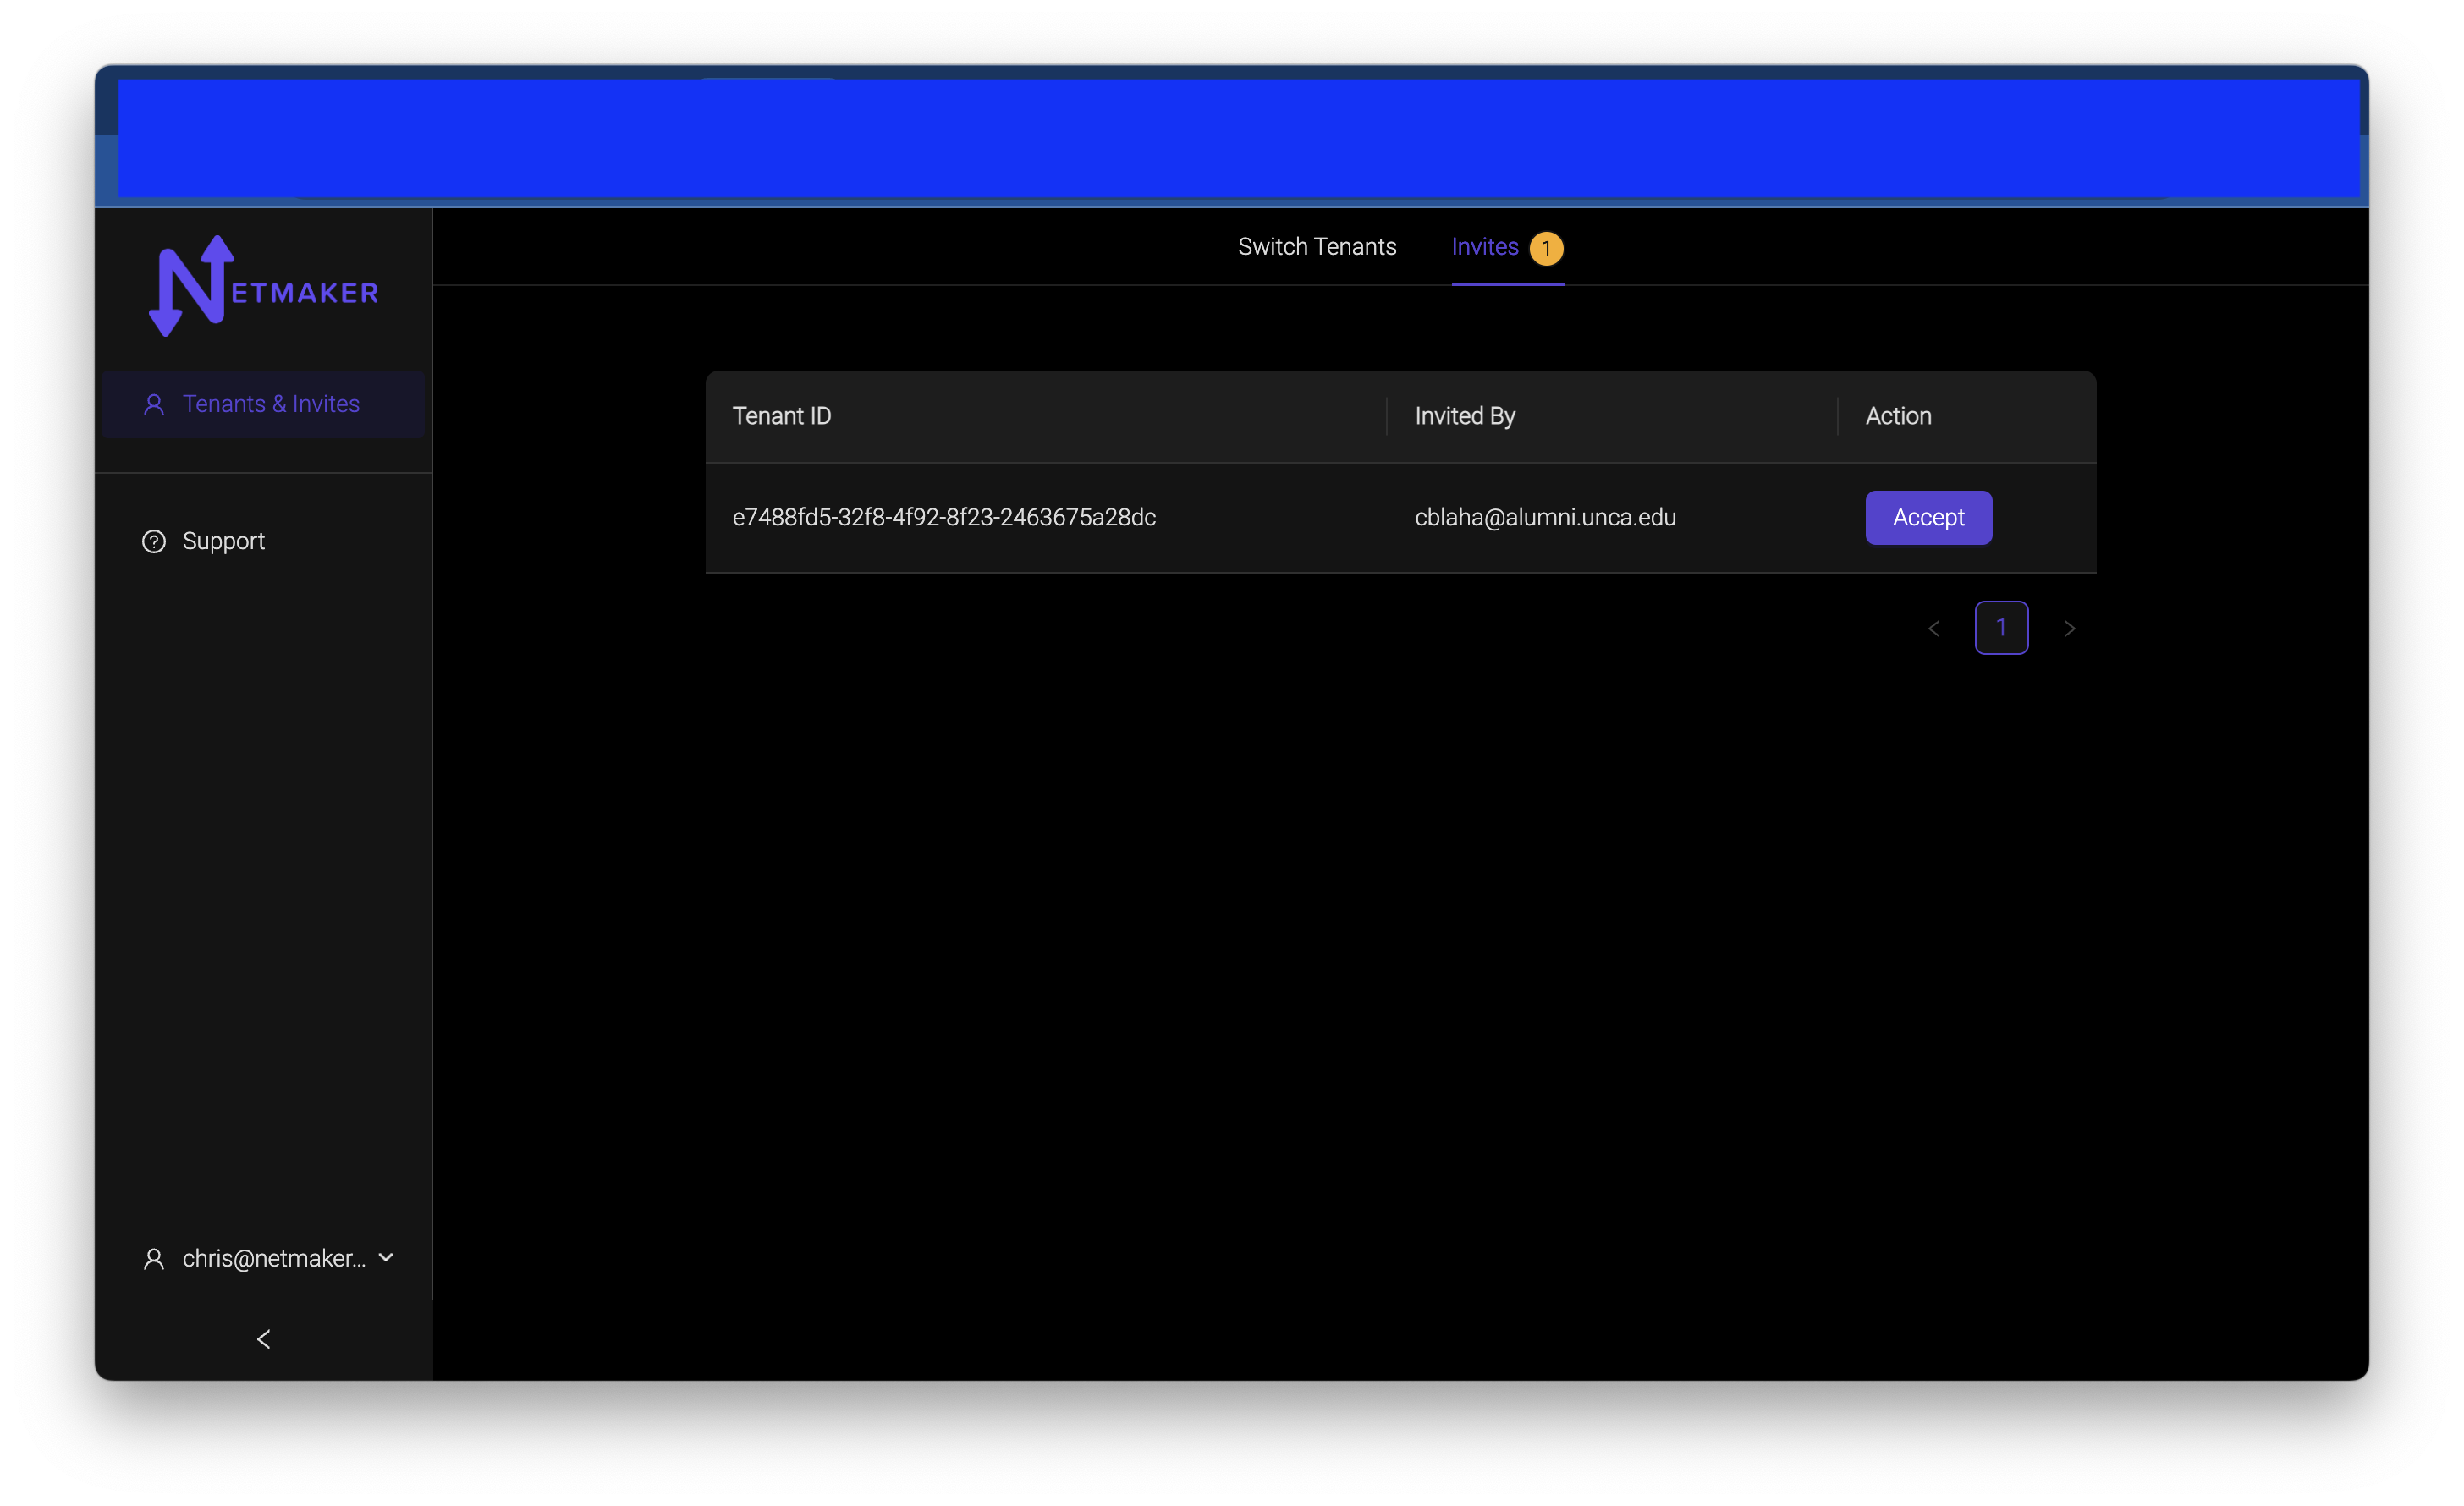 NETMAKER
Switch Tenants
Invites 1
Tenants & Invites
Support
Tenant ID
Invited By
Action
e7488fd5-32f8-4f92-8f23-2463675a28dc
cblaha@alumni.unca.edu
Accept
1
chris@netmaker...